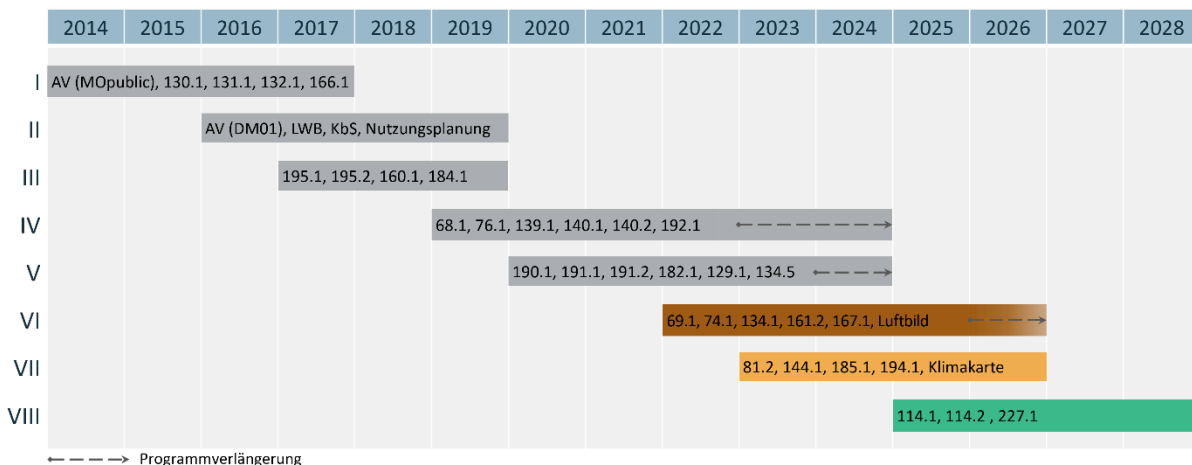 2014 2015 2016 2017 2018 2019 2020 2021 2022 2023 2024 2025 2026 2027 2028
I AV (MOpublic), 130.1, 131.1, 132.1, 166.1
II AV (DM01), LWB, KbS, Nutzungsplanung
III 195.1, 195.2, 160.1, 184.1
IV 68.1, 76.1, 139.1, 140.1, 140.2, 192.1
V 190.1, 191.1, 191.2, 182.1, 129.1, 134.5
VI 69.1, 74.1, 134.1, 161.2, 167.1, Luftbild
VII 81.2, 144.1, 185.1, 194.1, Klimakarte
VIII 114.1, 114.2 , 227.1
Programmverlängerung